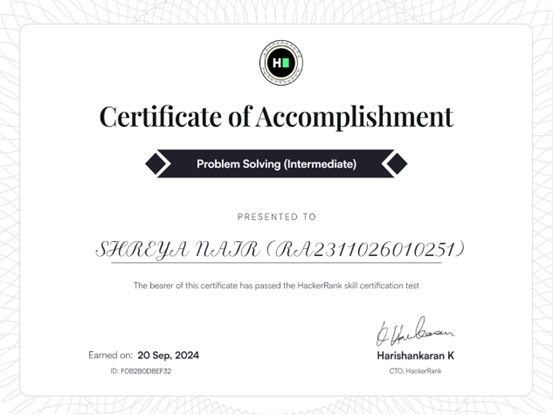 H
Certificate of Accomplishment
Problem Solving (Intermediate)
PRESENTED TO
SHREYA NAIR (RA2311026010251)
The bearer of this certificate has passed the HackerRank skill certification test
Earned on: 20 Sep, 2024
ID: F0B2B0D8EF32
Harishankaran K
CTO, HackerRank